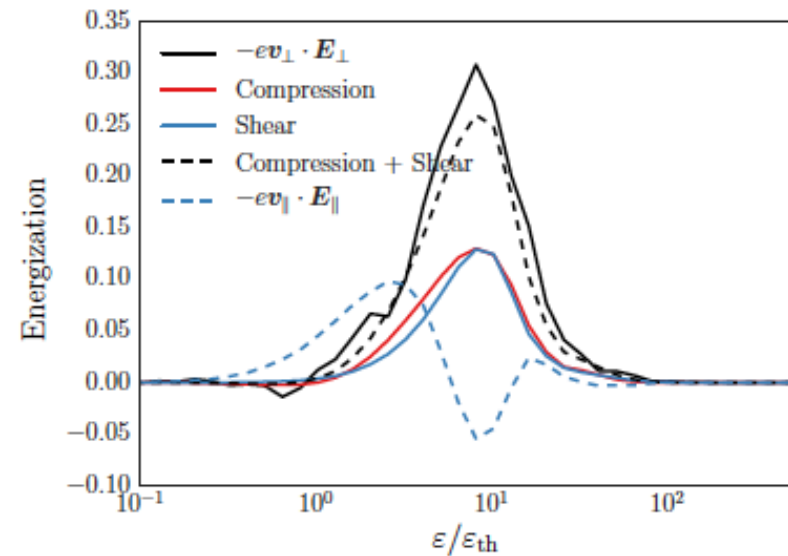 0.35
0.30
0.25
0.20
0.15
0.10
0.05
0.00
−0.05
−0.10
Energization
−e𝒗⊥ · 𝑬⊥
Compression
Shear
Compression + Shear
−e𝒗∥ · 𝑬∥
10⁻¹ 10⁰ 10¹ 10²
ε/εth